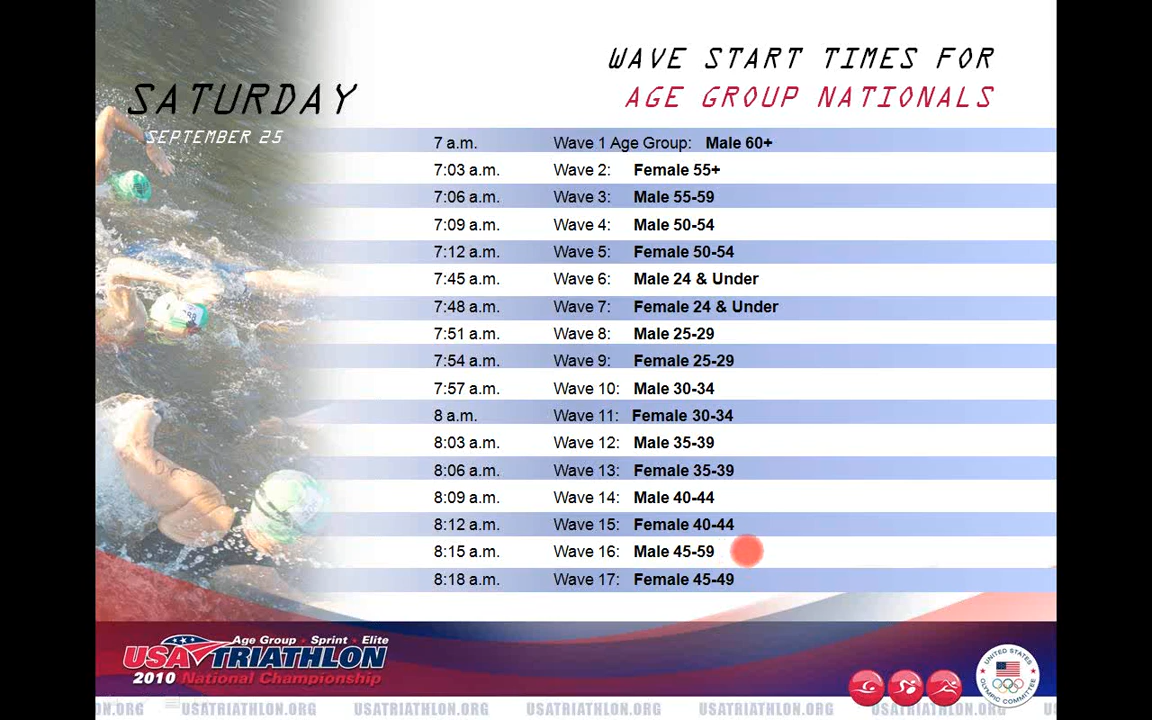 WAVE START TIMES FOR
AGE GROUP NATIONALS
SATURDAY
SEPTEMBER 25
7 a.m. Wave 1 Age Group: Male 60+
7:03 a.m. Wave 2: Female 55+
7:06 a.m. Wave 3: Male 55-59
7:09 a.m. Wave 4: Male 50-54
7:12 a.m. Wave 5: Female 50-54
7:45 a.m. Wave 6: Male 24 & Under
7:48 a.m. Wave 7: Female 24 & Under
7:51 a.m. Wave 8: Male 25-29
7:54 a.m. Wave 9: Female 25-29
7:57 a.m. Wave 10: Male 30-34
8 a.m. Wave 11: Female 30-34
8:03 a.m. Wave 12: Male 35-39
8:06 a.m. Wave 13: Female 35-39
8:09 a.m. Wave 14: Male 40-44
8:12 a.m. Wave 15: Female 40-44
8:15 a.m. Wave 16: Male 45-59
8:18 a.m. Wave 17: Female 45-49
Age Group Sprint Elite
USA TRIATHLON
2010 National Championship
UNITED STATES
OLYMPIC COMMITTEE
N.ORG USATRIATHLON.ORG USATRIATHLON.ORG USATRIATHLON.ORG USATRIATHLON.ORG USATRIATHLON.ORG